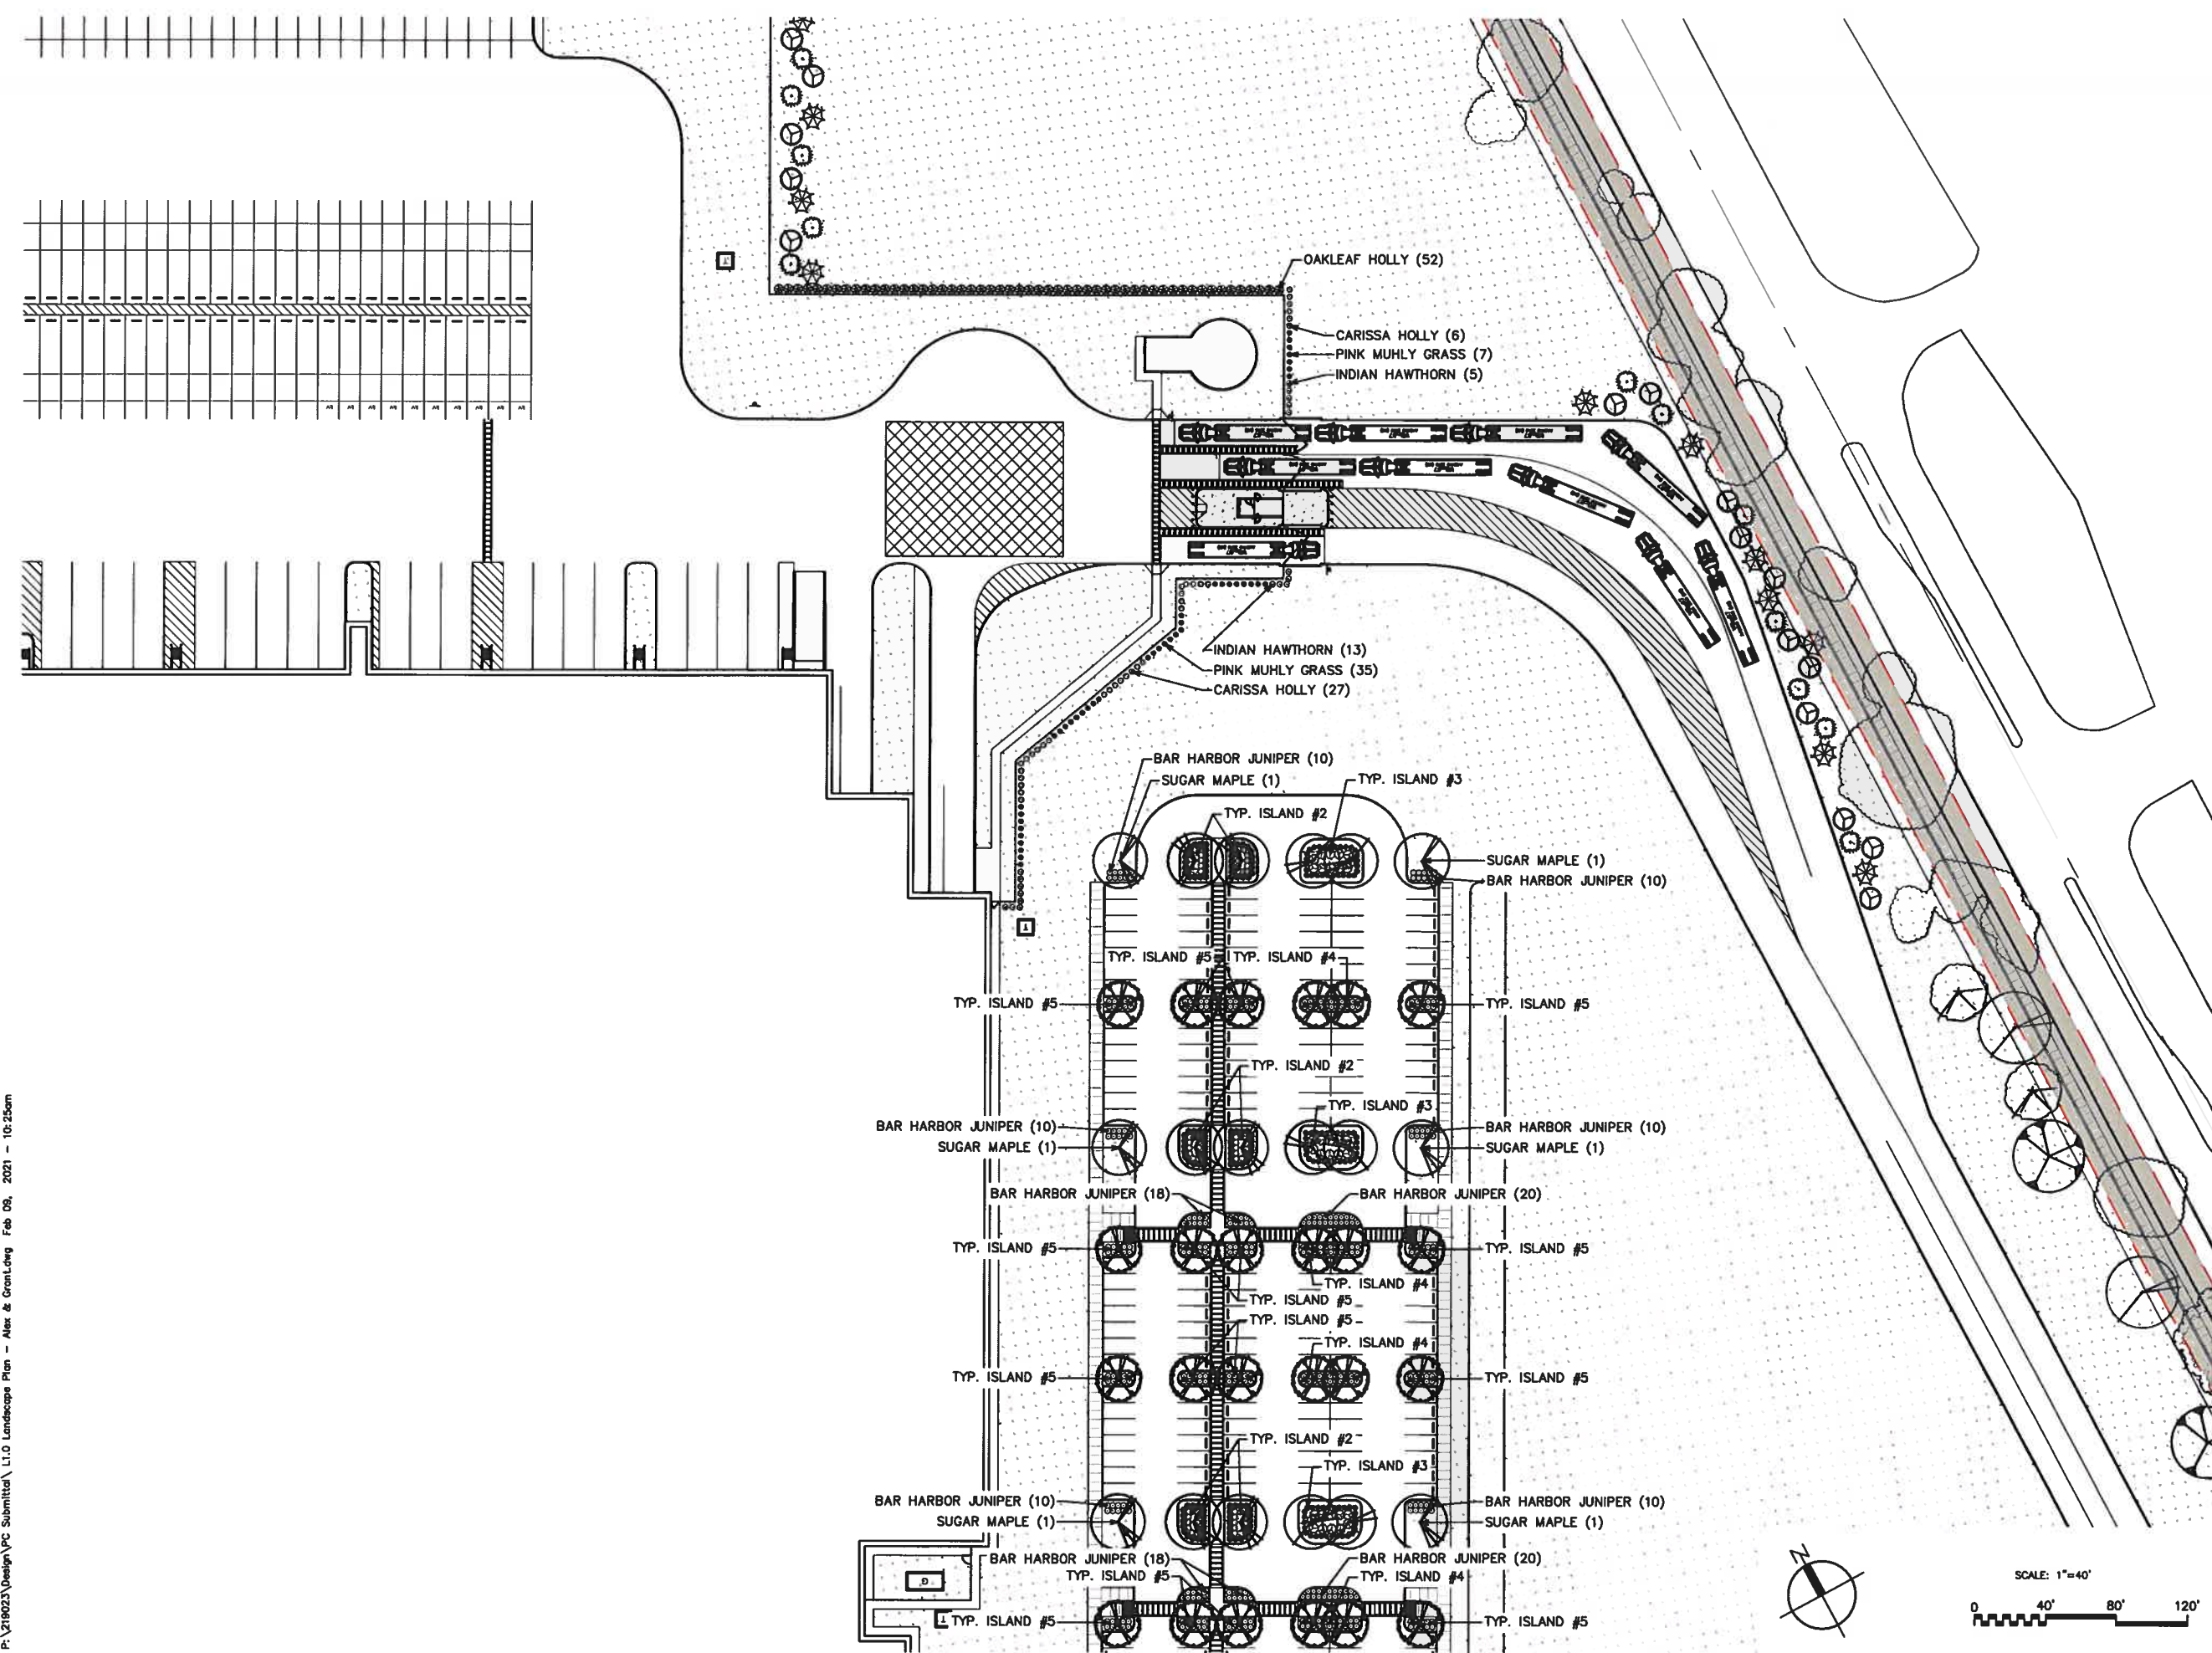 OAKLEAF HOLLY (52)
CARISSA HOLLY (6)
PINK MUHLY GRASS (7)
INDIAN HAWTHORN (5)
INDIAN HAWTHORN (13)
PINK MUHLY GRASS (35)
CARISSA HOLLY (27)
BAR HARBOR JUNIPER (10)
SUGAR MAPLE (1)
TYP. ISLAND #3
TYP. ISLAND #2
SUGAR MAPLE (1)
BAR HARBOR JUNIPER (10)
TYP. ISLAND #5
TYP. ISLAND #4
TYP. ISLAND #5
TYP. ISLAND #5
TYP. ISLAND #2
TYP. ISLAND #3
BAR HARBOR JUNIPER (10)
BAR HARBOR JUNIPER (10)
SUGAR MAPLE (1)
SUGAR MAPLE (1)
BAR HARBOR JUNIPER (18)
BAR HARBOR JUNIPER (20)
TYP. ISLAND #5
TYP. ISLAND #5
TYP. ISLAND #4
TYP. ISLAND #5
TYP. ISLAND #5
TYP. ISLAND #4
TYP. ISLAND #5
TYP. ISLAND #5
TYP. ISLAND #2
TYP. ISLAND #3
BAR HARBOR JUNIPER (10)
BAR HARBOR JUNIPER (10)
SUGAR MAPLE (1)
SUGAR MAPLE (1)
BAR HARBOR JUNIPER (18)
BAR HARBOR JUNIPER (20)
TYP. ISLAND #5
TYP. ISLAND #4
TYP. ISLAND #5
TYP. ISLAND #5
G
T
N
SCALE: 1"=40'
0 40' 80' 120'
P:\219023\Design\PC Submittal\ L1.0 Landscape Plan - Alex & Grant.dwg Feb 09, 2021 - 10:25am